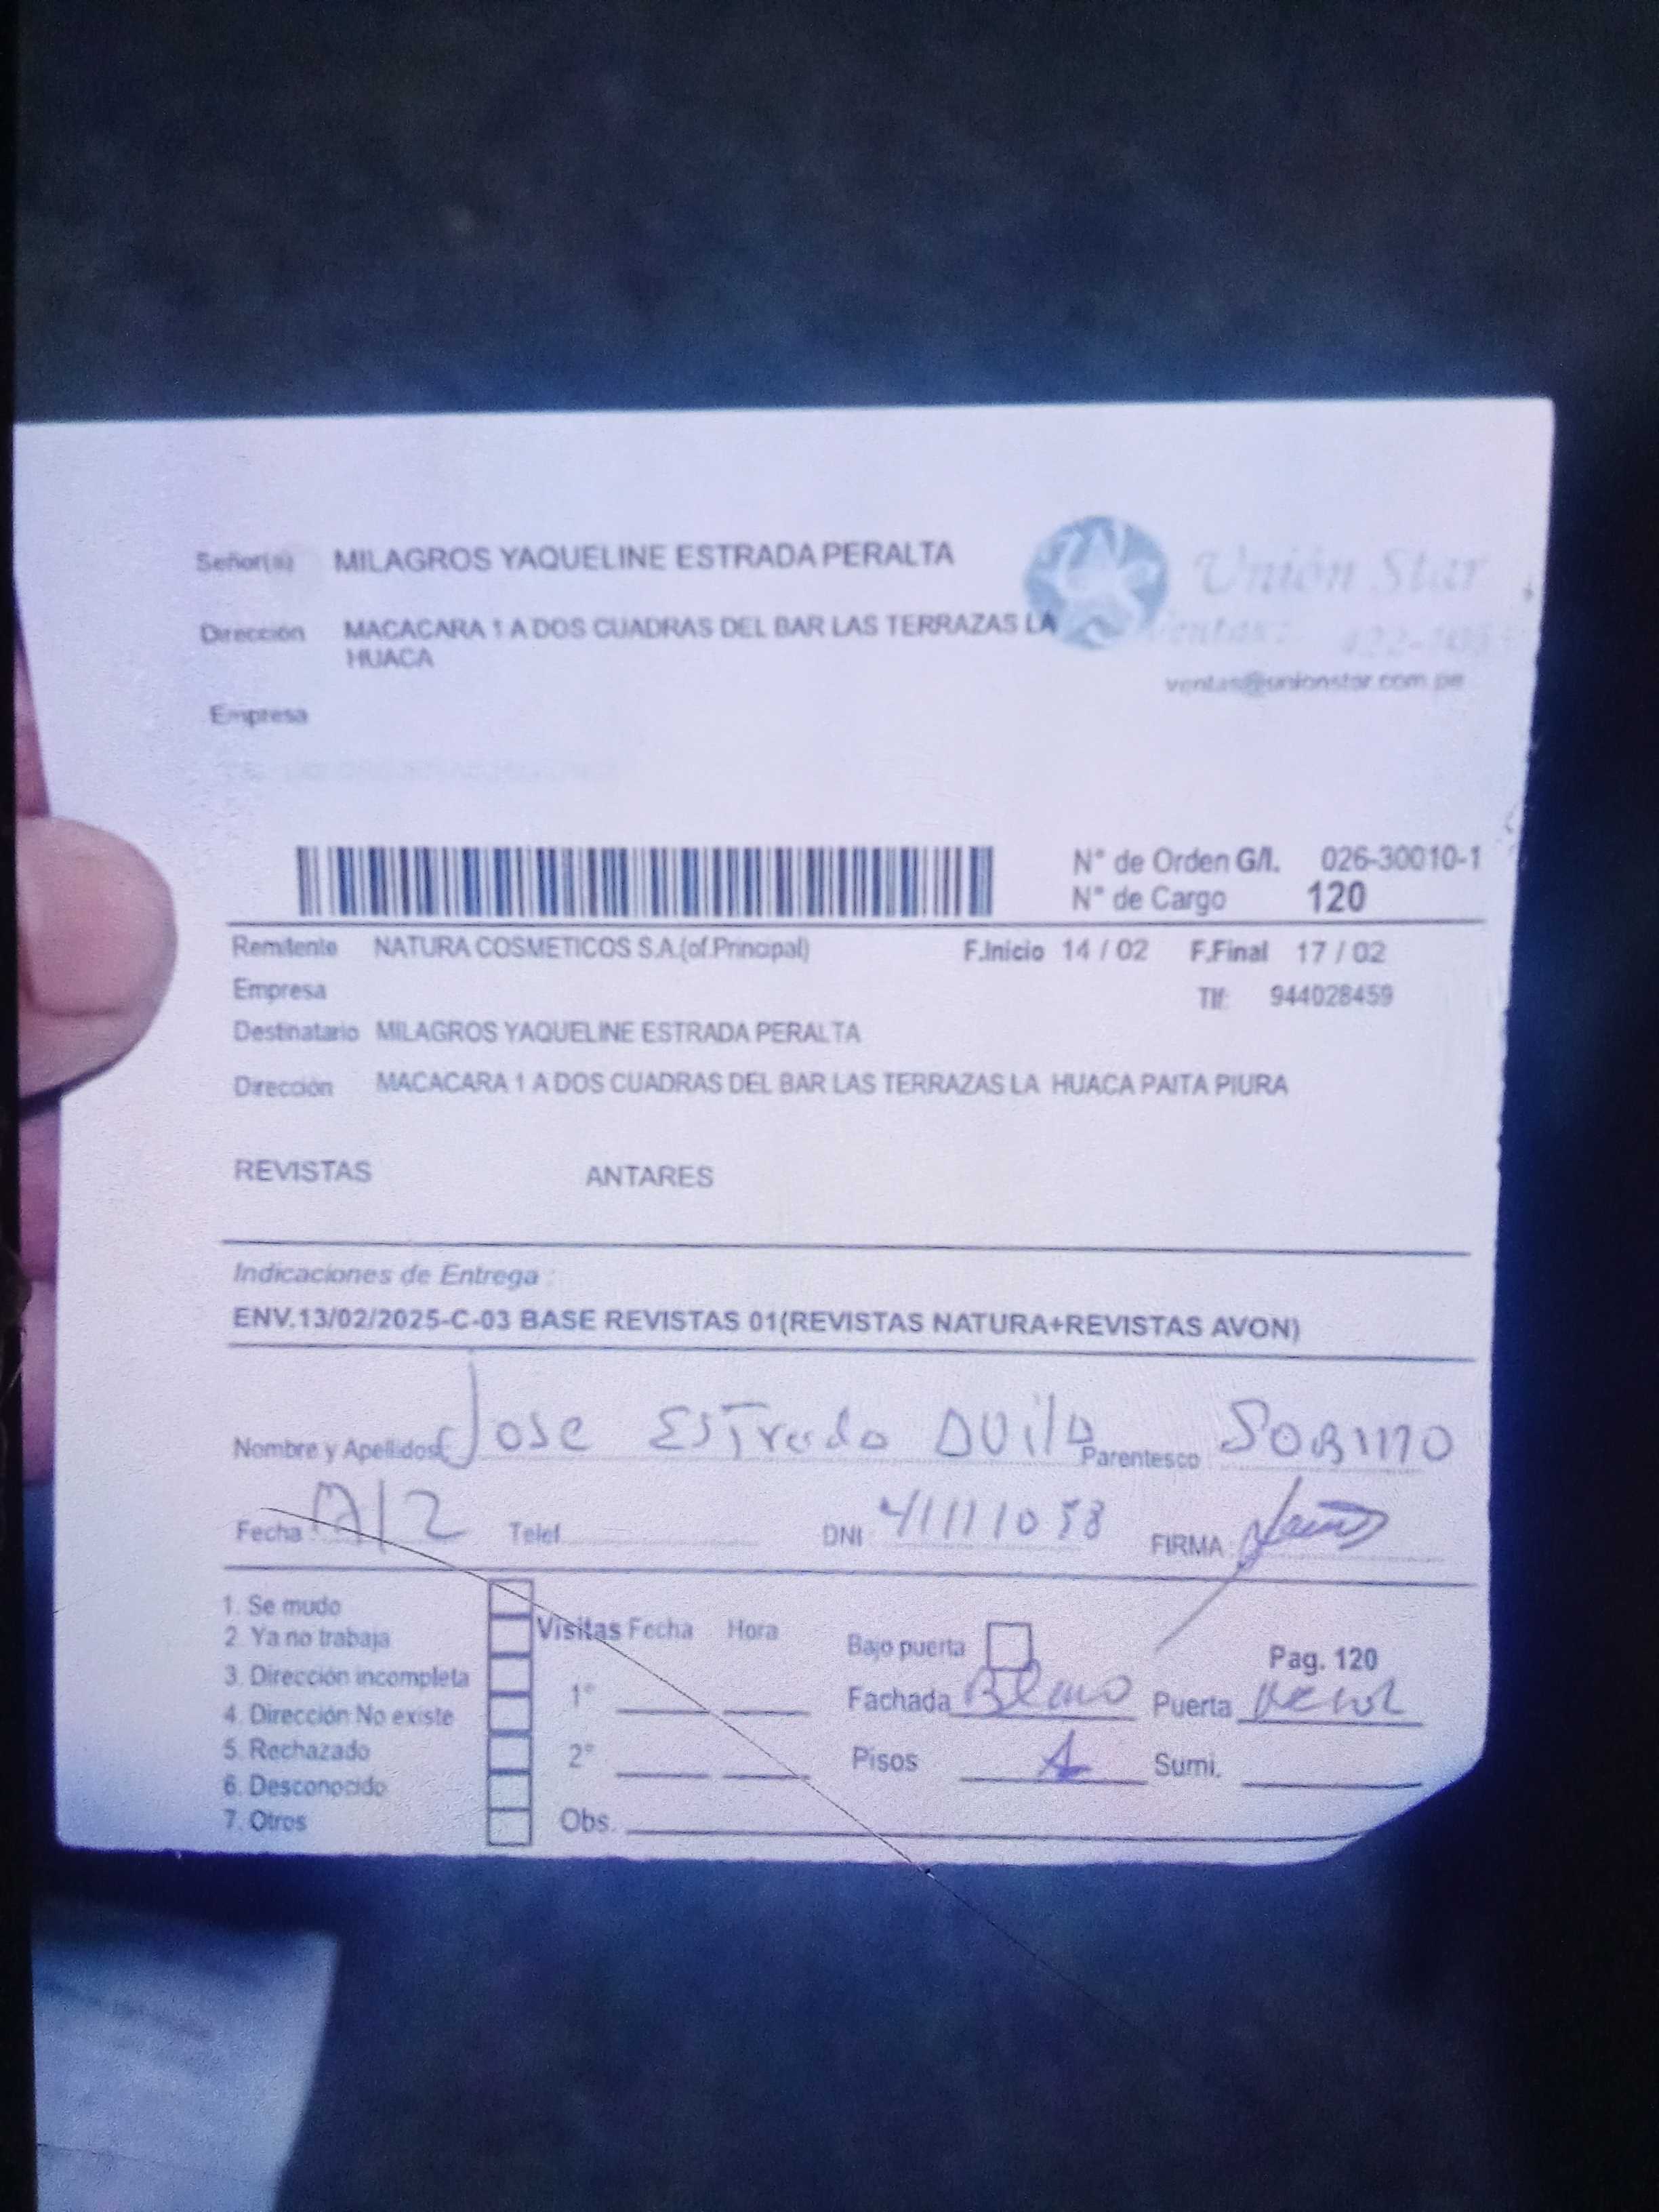 Señor(a) MILAGROS YAQUELINE ESTRADA PERALTA
Unión Star
Dirección MACACARA 1 A DOS CUADRAS DEL BAR LAS TERRAZAS LA
HUACA
Ventas:
ventas@unionstar.com.pe
Empresa
N° de Orden G/I. 026-30010-1
N° de Cargo 120
Remitente NATURA COSMETICOS S.A.(of.Principal) F.Inicio 14 / 02 F.Final 17 / 02
Empresa Tlf: 944028459
Destinatario MILAGROS YAQUELINE ESTRADA PERALTA
Dirección MACACARA 1 A DOS CUADRAS DEL BAR LAS TERRAZAS LA HUACA PAITA PIURA
REVISTAS ANTARES
Indicaciones de Entrega :
ENV.13/02/2025-C-03 BASE REVISTAS 01(REVISTAS NATURA+REVISTAS AVON)
Nombre y Apellidos Jose Estrada Avila Parentesco SOBRINO
Fecha Telef. DNI FIRMA
1. Se mudo
2. Ya no trabaja
3. Dirección incompleta
4. Dirección No existe
5. Rechazado
6. Desconocido
7. Otros
Visitas Fecha Hora
1°
2°
Obs.
Bajo puerta Pag. 120
Fachada Puerta
Pisos Sumi.